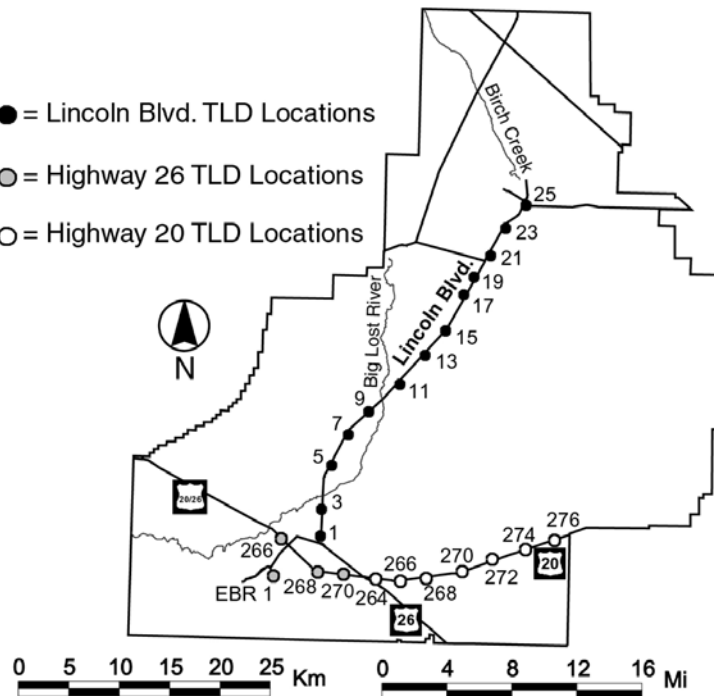 Birch Creek
= Lincoln Blvd. TLD Locations
= Highway 26 TLD Locations
= Highway 20 TLD Locations
25
23
21
19
17
15
13
11
9
7
5
3
1
Lincoln Blvd.
Big Lost River
N
20/26
266
EBR 1
268
270
264
266
268
270
272
274
276
20
26
0 5 10 15 20 25 Km
0 4 8 12 16 Mi